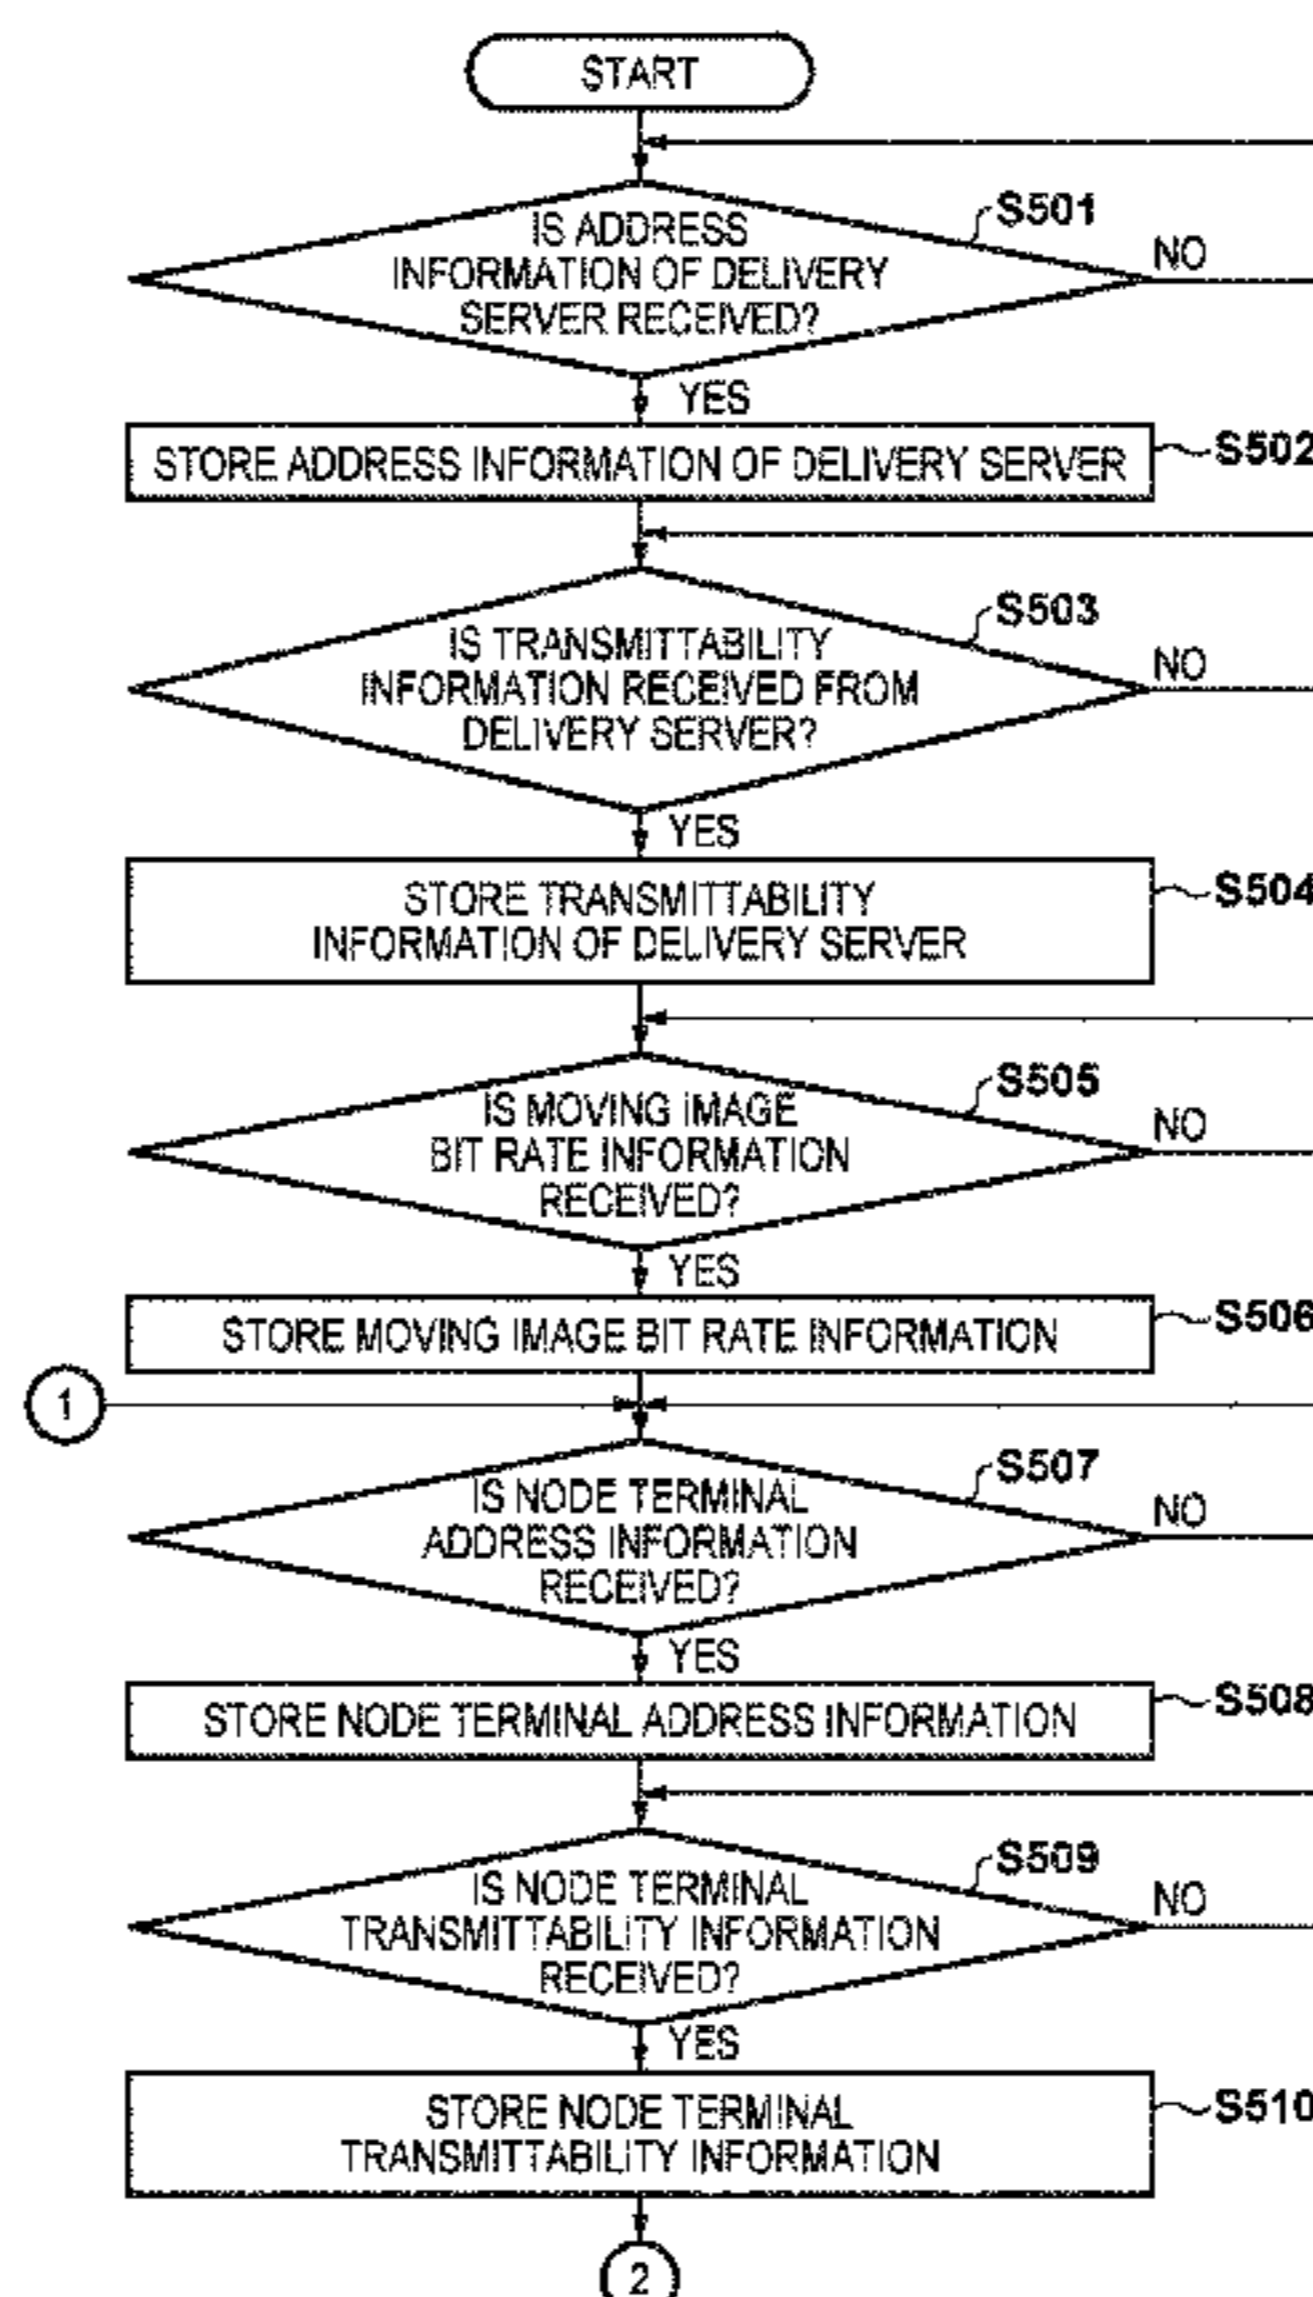 START
S501
IS ADDRESS
INFORMATION OF DELIVERY
SERVER RECEIVED?
NO
YES
STORE ADDRESS INFORMATION OF DELIVERY SERVER
S502
S503
IS TRANSMITTABILITY
INFORMATION RECEIVED FROM
DELIVERY SERVER?
NO
YES
STORE TRANSMITTABILITY
INFORMATION OF DELIVERY SERVER
S504
S505
IS MOVING IMAGE
BIT RATE INFORMATION
RECEIVED?
NO
YES
STORE MOVING IMAGE BIT RATE INFORMATION
S506
1
S507
IS NODE TERMINAL
ADDRESS INFORMATION
RECEIVED?
NO
YES
STORE NODE TERMINAL ADDRESS INFORMATION
S508
S509
IS NODE TERMINAL
TRANSMITTABILITY INFORMATION
RECEIVED?
NO
YES
STORE NODE TERMINAL
TRANSMITTABILITY INFORMATION
S510
2